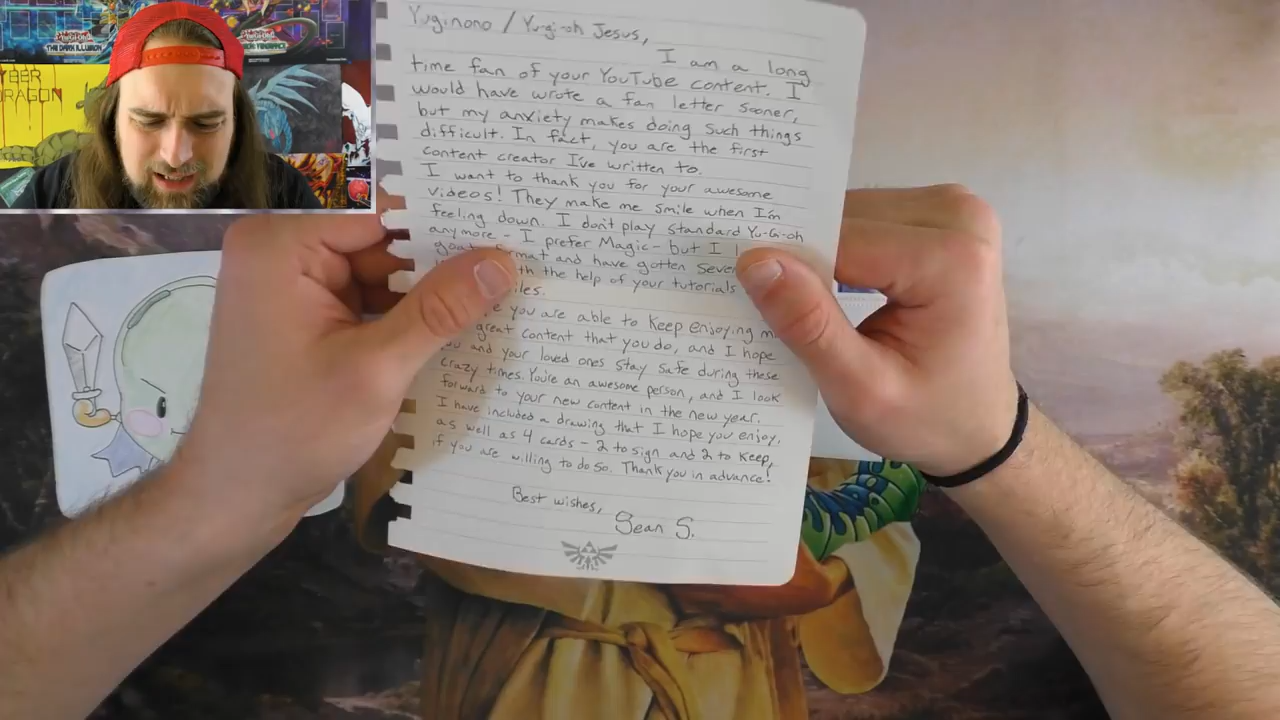 THE DARK ILLUSION
CYBER
DRAGON
Yuginono / Yu-gi-oh Jesus,
I am a long
time fan of your YouTube content. I
would have wrote a fan letter sooner,
but my anxiety makes doing such things
difficult. In fact, you are the first
content creator I've written to.
I want to thank you for your awesome
videos! They make me smile when I'm
feeling down. I don't play standard Yu-Gi-oh
anymore - I prefer Magic - but I
and have gotten
the help of your tutorials
you are able to keep enjoying
great content that you do, and I hope
and your loved ones stay safe during these
crazy times. You're an awesome person, and I look
forward to your new content in the new year.
I have included a drawing that I hope you enjoy,
as well as 4 cards - 2 to sign and 2 to keep,
if you are willing to do so. Thank you in advance!
Best wishes,
Sean S.